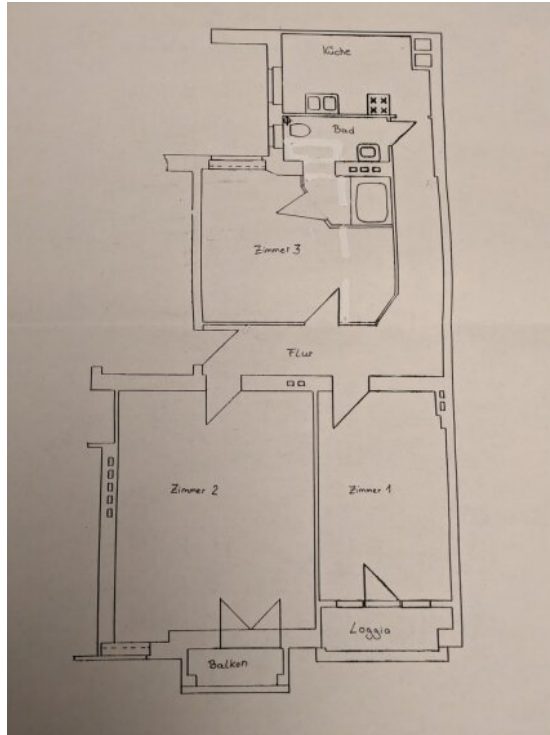 Küche
Bad
Zimmer 3
Flur
Zimmer 2
Zimmer 1
Loggia
Balkon